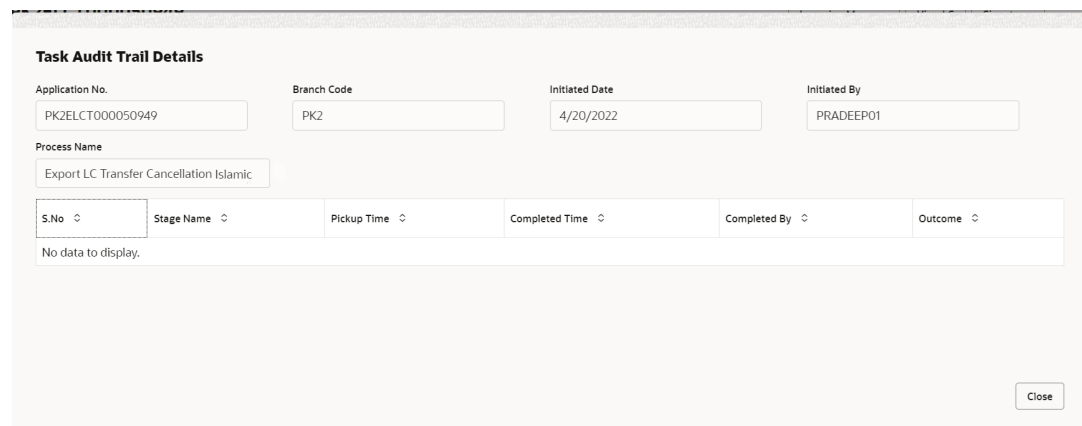 Task Audit Trail Details
Application No. Branch Code Initiated Date Initiated By
PK2ELCT000050949 PK2 4/20/2022 PRADEEP01
Process Name
Export LC Transfer Cancellation Islamic
S.No Stage Name Pickup Time Completed Time Completed By Outcome
No data to display.
Close